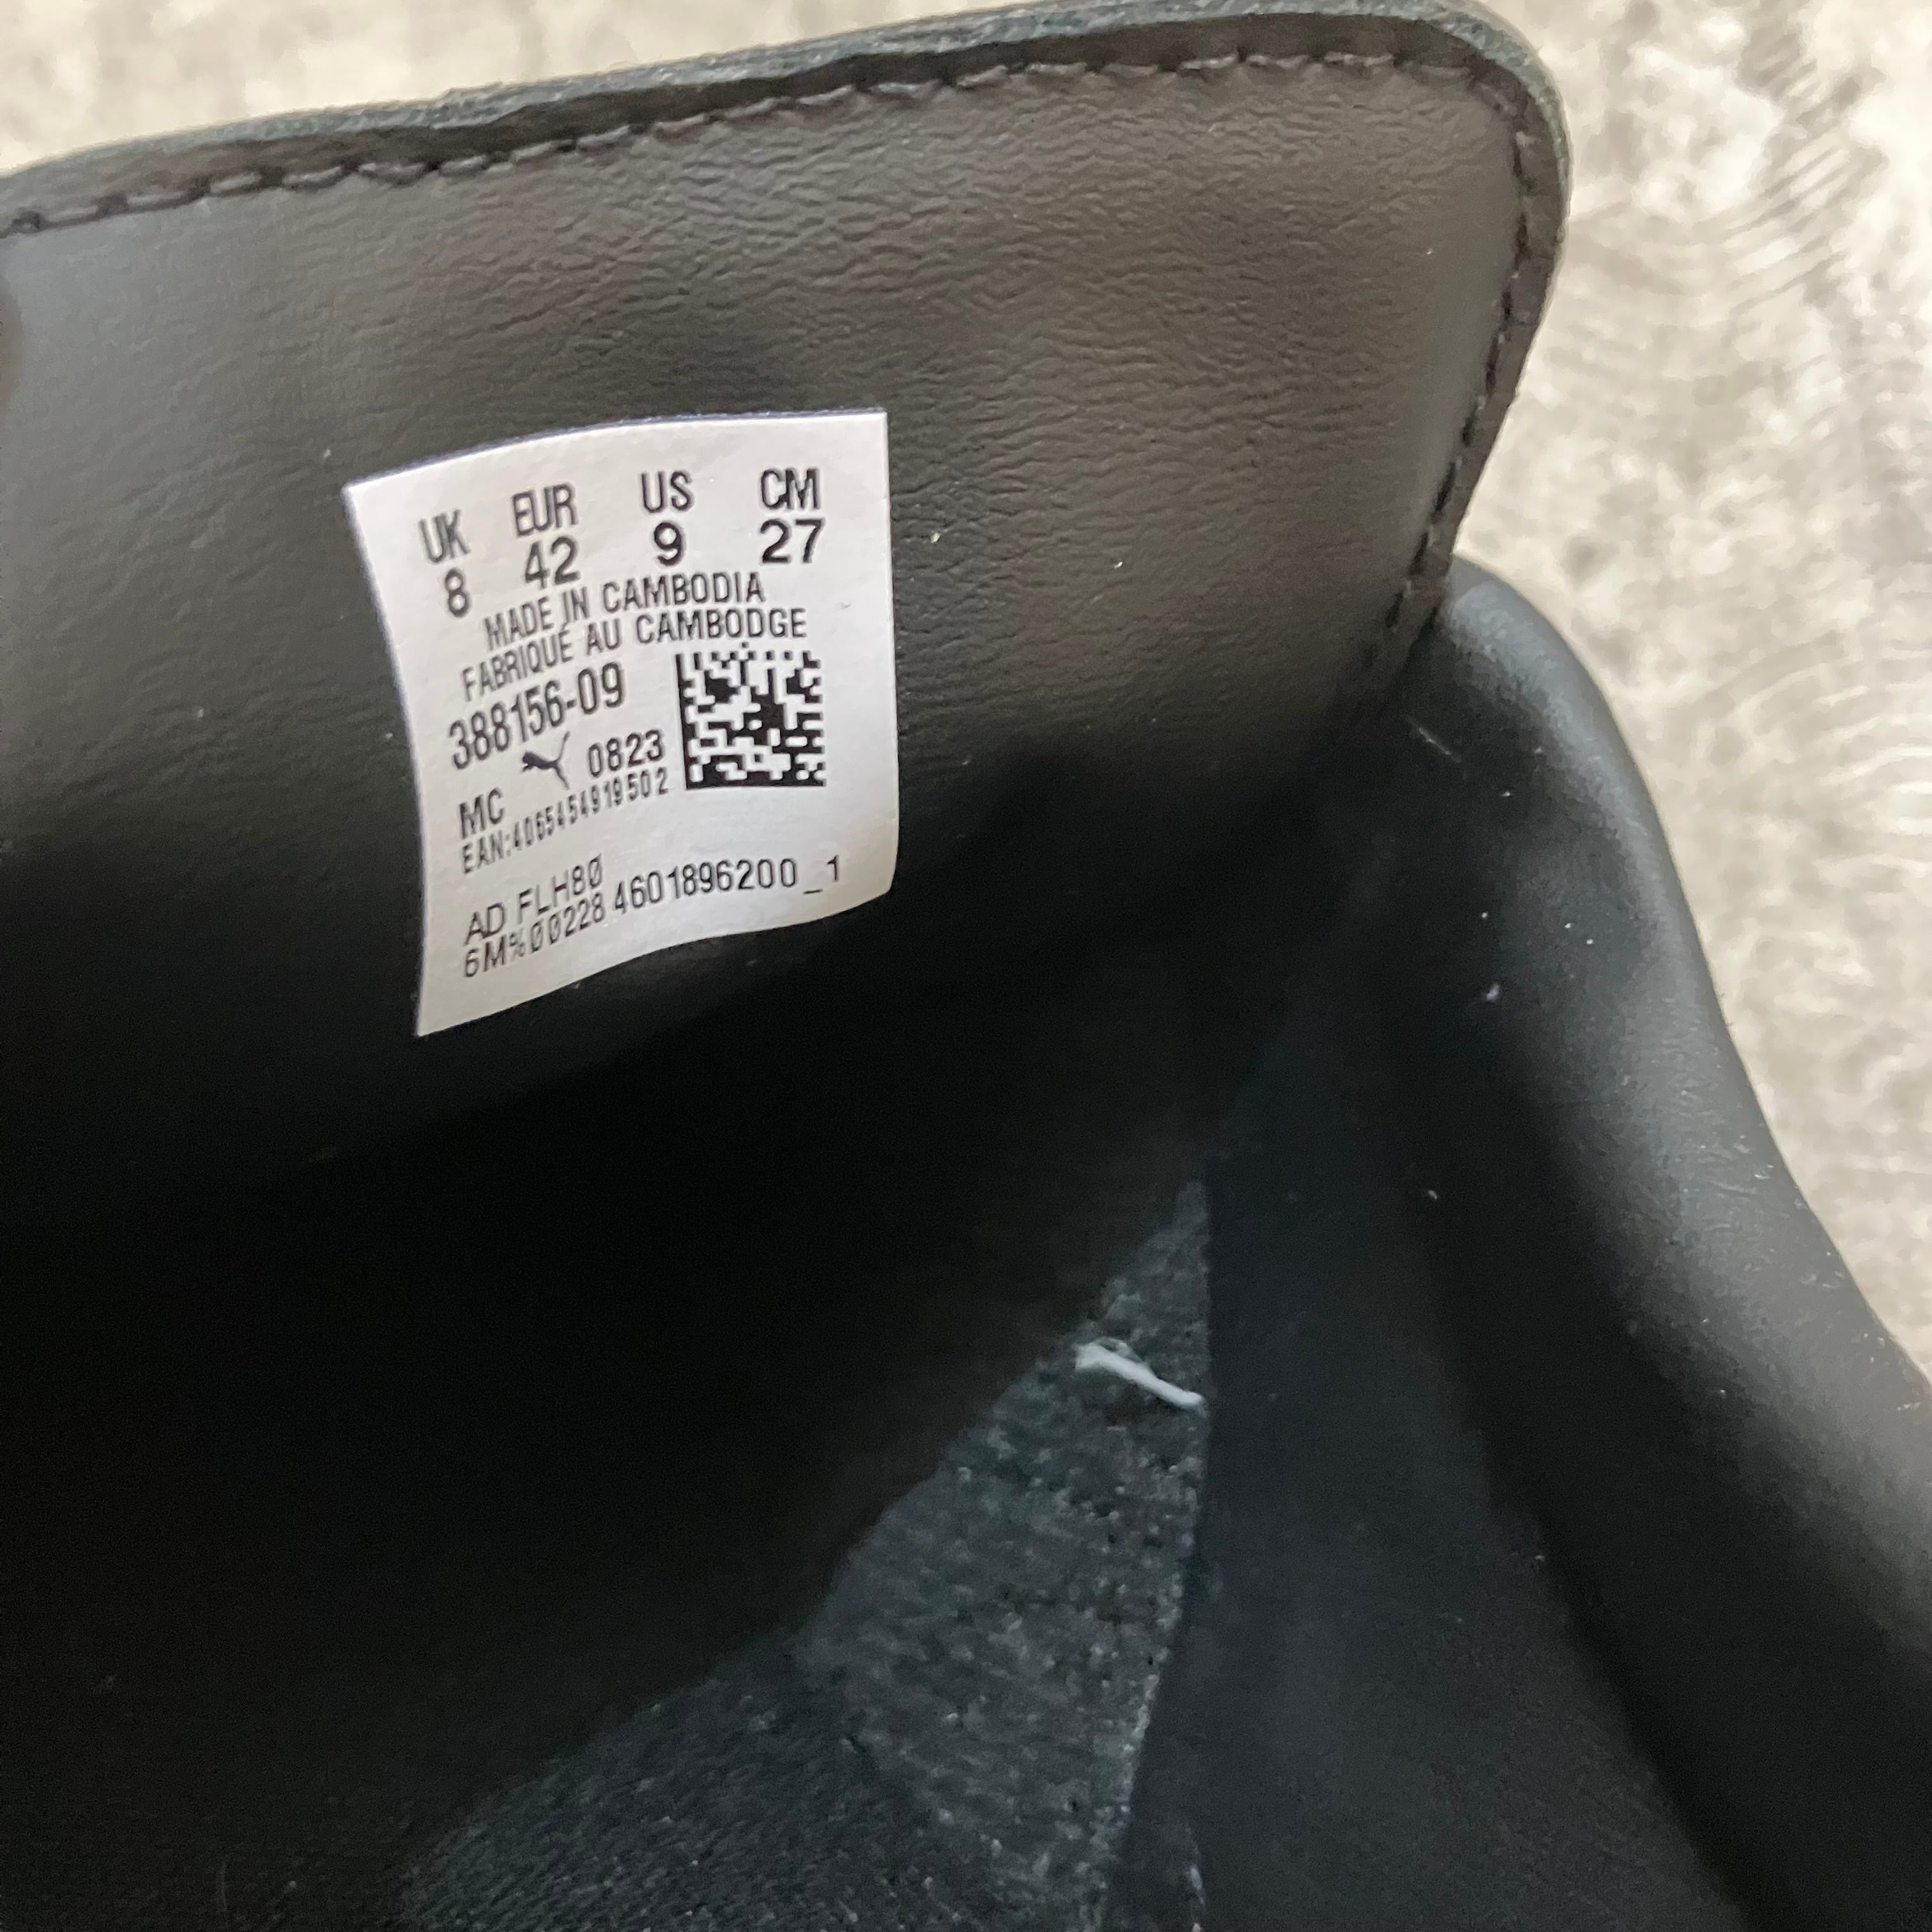 UK EUR US CM
8 42 9 27
MADE IN CAMBODIA
FABRIQUÉ AU CAMBODGE
388156-09
MC 0823
EAN:4065454919502
AD FLH80
6M%00228 4601896200_1